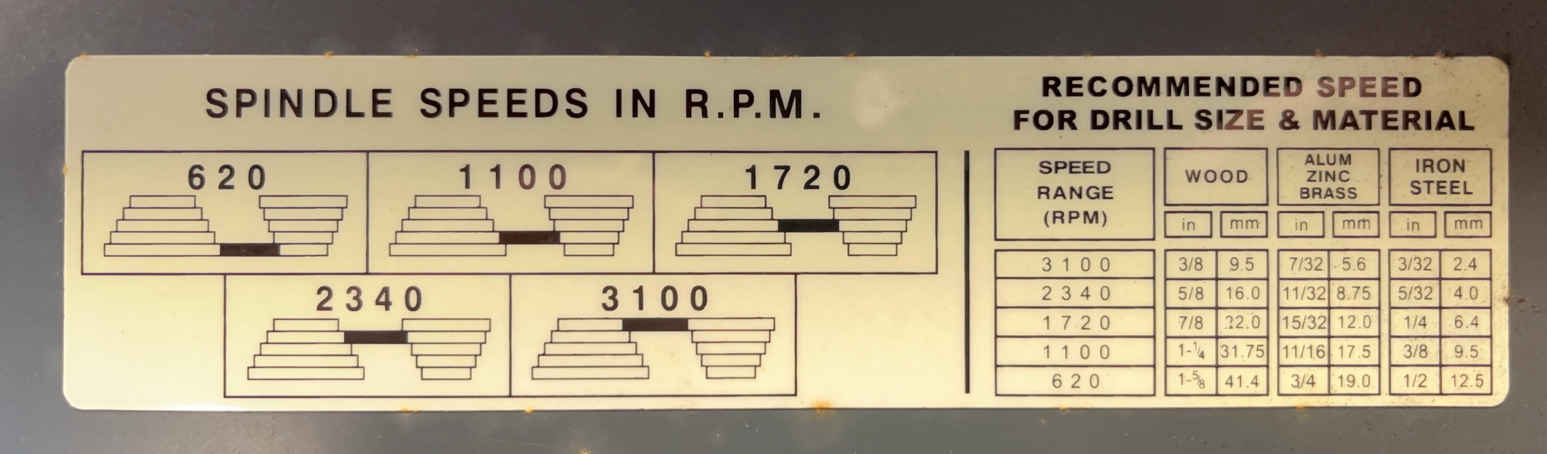 SPINDLE SPEEDS IN R.P.M.
620 1100 1720
2340 3100
RECOMMENDED SPEED
FOR DRILL SIZE & MATERIAL
SPEED
RANGE
(RPM)
WOOD
ALUM
ZINC
BRASS
IRON
STEEL
in mm in mm in mm
3100 3/8 9.5 7/32 5.6 3/32 2.4
2340 5/8 16.0 11/32 8.75 5/32 4.0
1720 7/8 22.0 15/32 12.0 1/4 6.4
1100 1-1/4 31.75 11/16 17.5 3/8 9.5
620 1-5/8 41.4 3/4 19.0 1/2 12.5